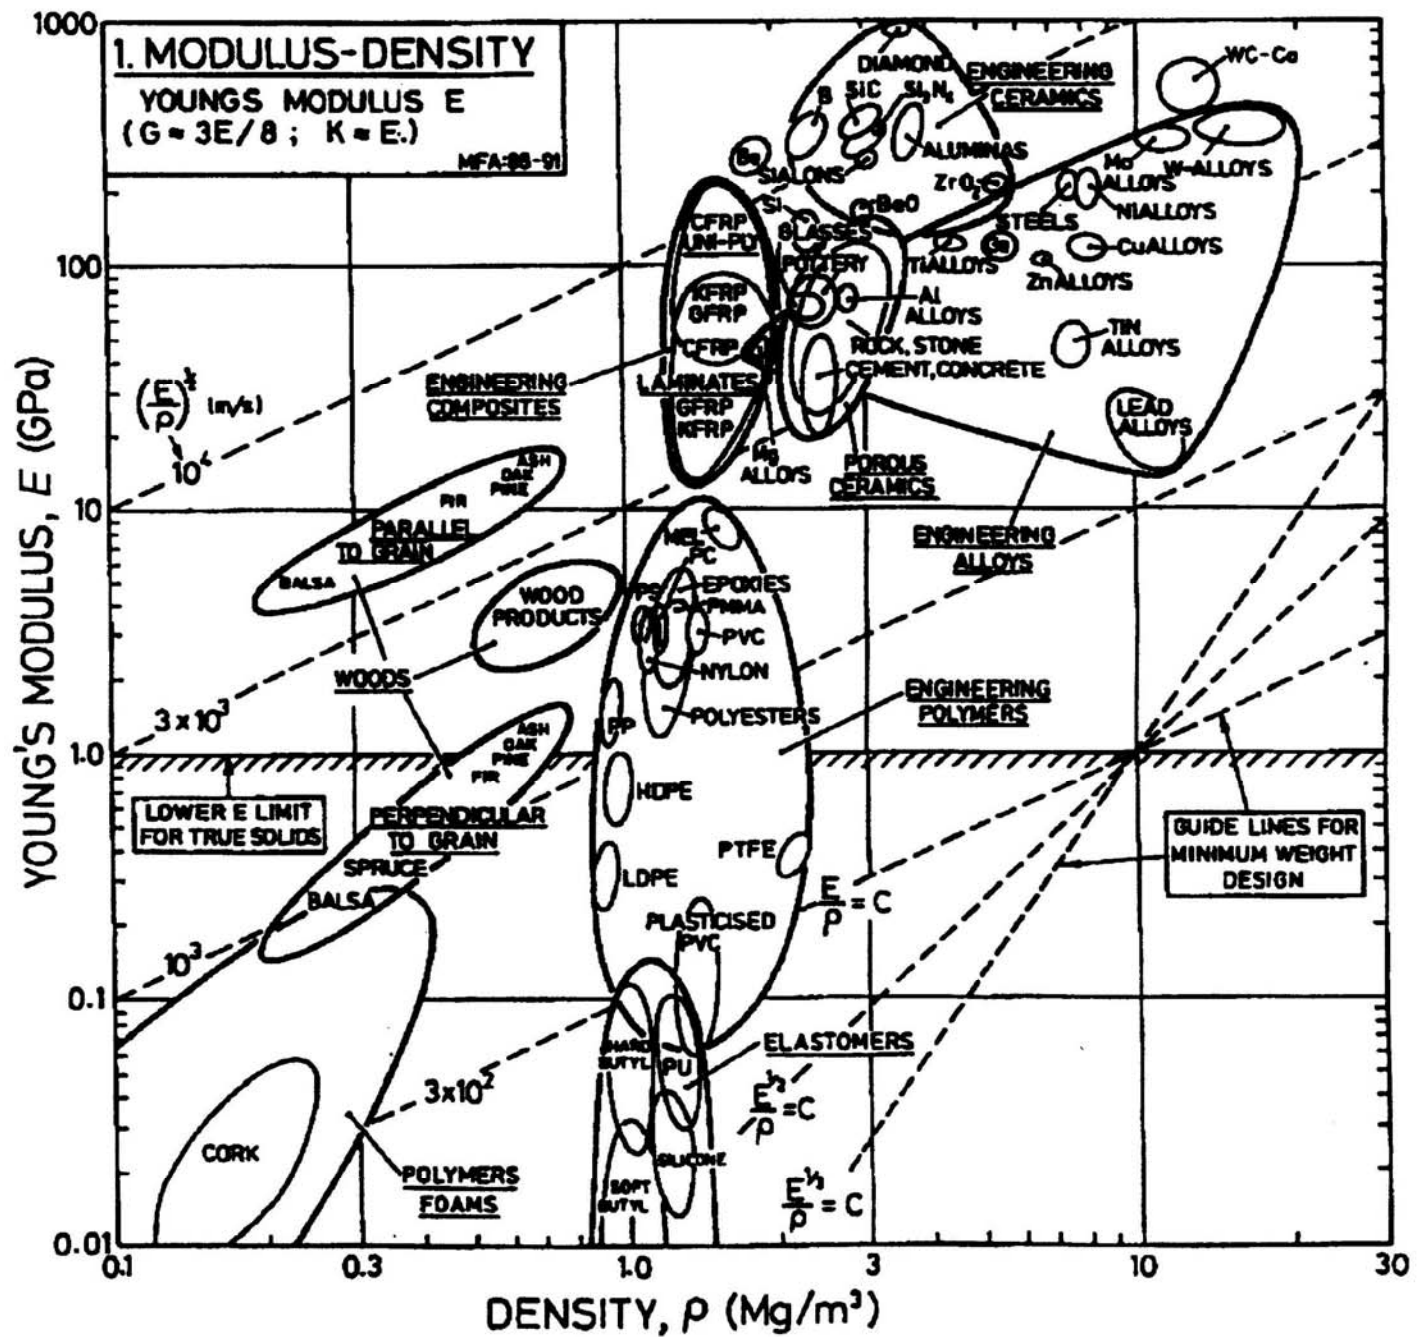 1. MODULUS-DENSITY
YOUNGS MODULUS E
(G≈3E/8 ; K≈E.)
MFA:88-91
1000
100
10
1.0
0.1
0.01
YOUNG'S MODULUS, E (GPa)
0.1
0.3
1.0
3
10
30
DENSITY, ρ (Mg/m³)
DIAMOND
ENGINEERING
CERAMICS
B
SiC
Si₃N₄
WC-Co
ALUMINAS
Be
SIALONS
ZrO₂
Mo
ALLOYS
W-ALLOYS
Si
BeO
STEELS
Ni ALLOYS
CFRP
UNI-PLY
GLASSES
POTTERY
Ti ALLOYS
Cu ALLOYS
Zn ALLOYS
KFRP
GFRP
CFRP
Al
ALLOYS
TIN
ALLOYS
ROCK, STONE
CEMENT, CONCRETE
LAMINATES
GFRP
KFRP
LEAD
ALLOYS
ENGINEERING
COMPOSITES
Mg
ALLOYS
POROUS
CERAMICS
(E/ρ)^½ (m/s)
10⁴
ASH
OAK
PINE
FIR
PARALLEL
TO GRAIN
BALSA
ENGINEERING
ALLOYS
MEL
PC
PS
EPOXIES
PMMA
PVC
NYLON
POLYESTERS
WOOD
PRODUCTS
WOODS
3 x 10³
PP
ENGINEERING
POLYMERS
ASH
OAK
PINE
FIR
LOWER E LIMIT
FOR TRUE SOLIDS
PERPENDICULAR
TO GRAIN
SPRUCE
BALSA
HDPE
LDPE
PTFE
PLASTICISED
PVC
GUIDE LINES FOR
MINIMUM WEIGHT
DESIGN
E/ρ = C
10³
HARD
BUTYL
PU
ELASTOMERS
3x10²
E^½/ρ = C
CORK
POLYMERS
FOAMS
SILICONE
SOFT
BUTYL
E^⅓/ρ = C